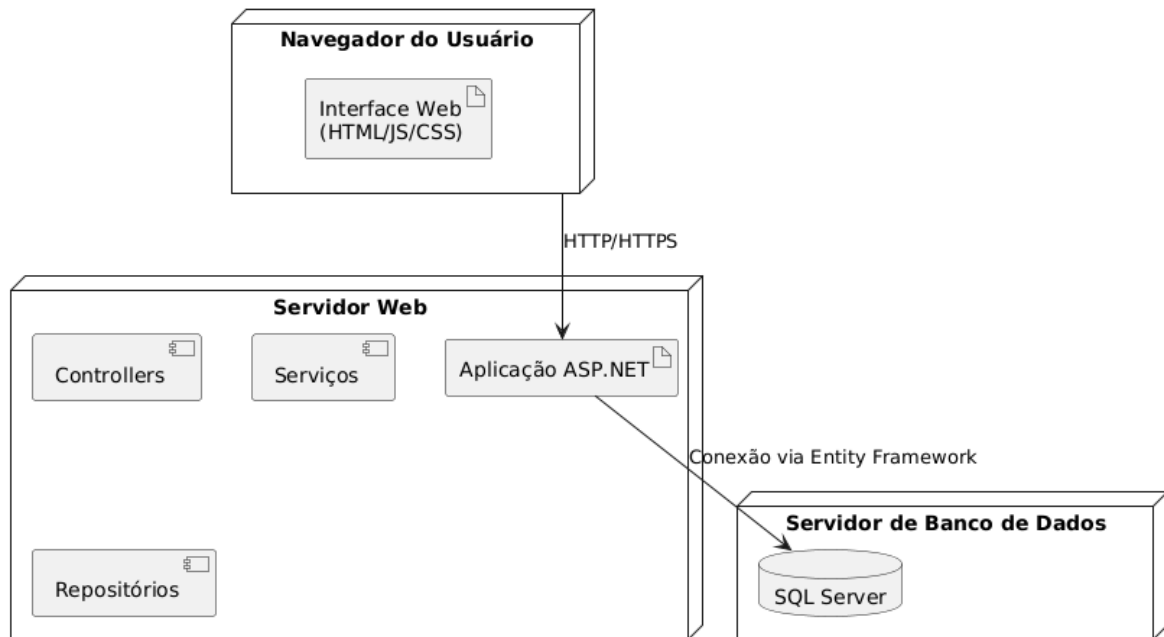 Navegador do Usuário
Interface Web
(HTML/JS/CSS)
HTTP/HTTPS
Servidor Web
Controllers
Serviços
Aplicação ASP.NET
Conexão via Entity Framework
Servidor de Banco de Dados
Repositórios
SQL Server